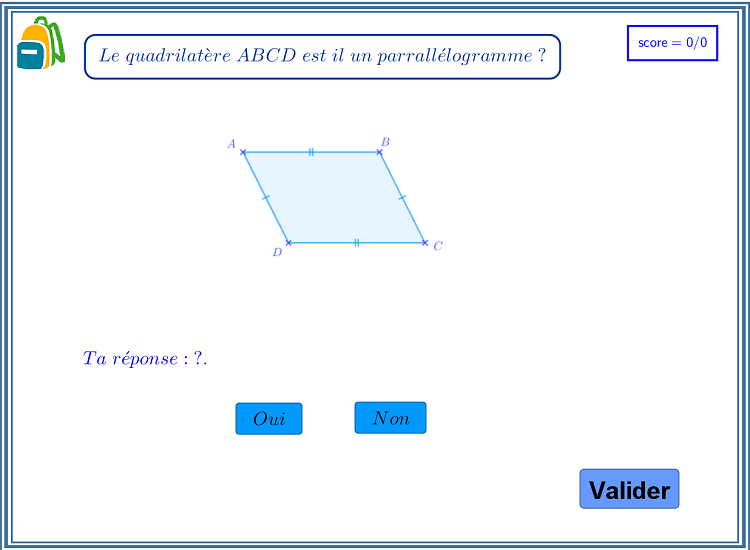 Le quadrilatère ABCD est il un parrallélogramme ?
score = 0/0
A
B
D
C
Ta réponse : ?.
Oui
Non
Valider